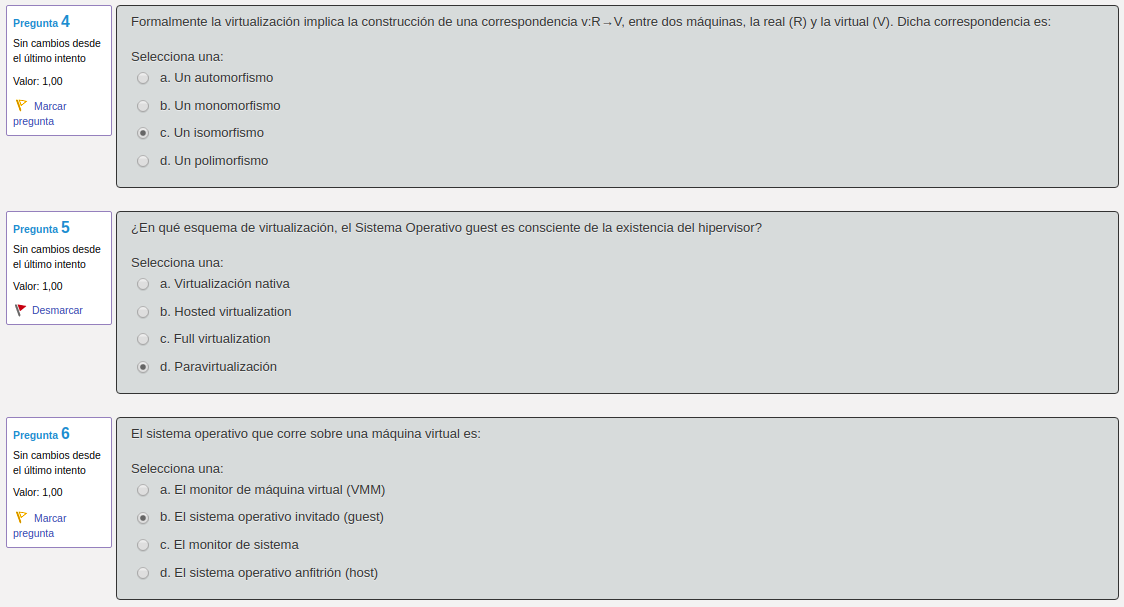 Pregunta 4
Sin cambios desde
el último intento
Valor: 1,00
Marcar
pregunta
Formalmente la virtualización implica la construcción de una correspondencia v:R→V, entre dos máquinas, la real (R) y la virtual (V). Dicha correspondencia es:
Selecciona una:
a. Un automorfismo
b. Un monomorfismo
c. Un isomorfismo
d. Un polimorfismo
Pregunta 5
Sin cambios desde
el último intento
Valor: 1,00
Desmarcar
¿En qué esquema de virtualización, el Sistema Operativo guest es consciente de la existencia del hipervisor?
Selecciona una:
a. Virtualización nativa
b. Hosted virtualization
c. Full virtualization
d. Paravirtualización
Pregunta 6
Sin cambios desde
el último intento
Valor: 1,00
Marcar
pregunta
El sistema operativo que corre sobre una máquina virtual es:
Selecciona una:
a. El monitor de máquina virtual (VMM)
b. El sistema operativo invitado (guest)
c. El monitor de sistema
d. El sistema operativo anfitrión (host)